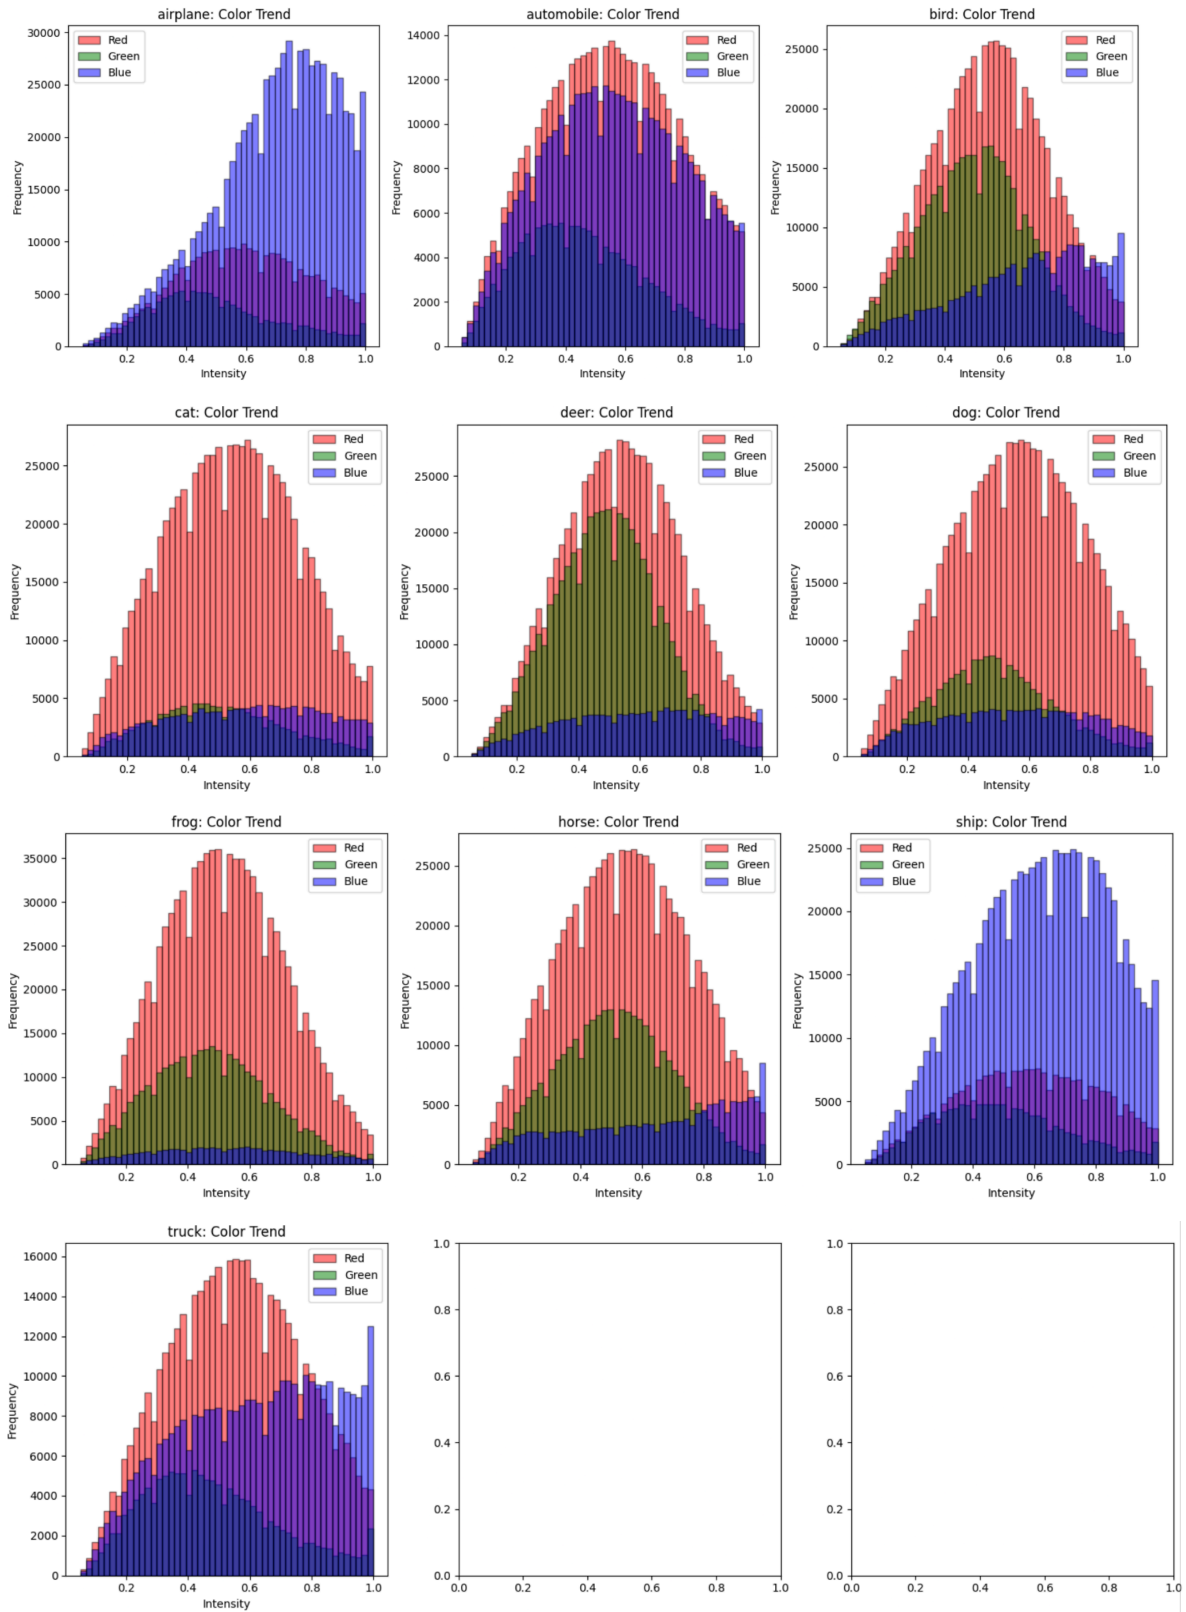 airplane: Color Trend
30000
25000
20000
15000
10000
5000
0
Frequency
Red
Green
Blue
0.2 0.4 0.6 0.8 1.0
Intensity
automobile: Color Trend
14000
12000
10000
8000
6000
4000
2000
0
Frequency
Red
Green
Blue
0.2 0.4 0.6 0.8 1.0
Intensity
bird: Color Trend
25000
20000
15000
10000
5000
0
Frequency
Red
Green
Blue
0.2 0.4 0.6 0.8 1.0
Intensity
cat: Color Trend
25000
20000
15000
10000
5000
0
Frequency
Red
Green
Blue
0.2 0.4 0.6 0.8 1.0
Intensity
deer: Color Trend
25000
20000
15000
10000
5000
0
Frequency
Red
Green
Blue
0.2 0.4 0.6 0.8 1.0
Intensity
dog: Color Trend
25000
20000
15000
10000
5000
0
Frequency
Red
Green
Blue
0.2 0.4 0.6 0.8 1.0
Intensity
frog: Color Trend
35000
30000
25000
20000
15000
10000
5000
0
Frequency
Red
Green
Blue
0.2 0.4 0.6 0.8 1.0
Intensity
horse: Color Trend
25000
20000
15000
10000
5000
0
Frequency
Red
Green
Blue
0.2 0.4 0.6 0.8 1.0
Intensity
ship: Color Trend
25000
20000
15000
10000
5000
0
Frequency
Red
Green
Blue
0.2 0.4 0.6 0.8 1.0
Intensity
truck: Color Trend
16000
14000
12000
10000
8000
6000
4000
2000
0
Frequency
Red
Green
Blue
0.2 0.4 0.6 0.8 1.0
Intensity
1.0
0.8
0.6
0.4
0.2
0.0
0.0 0.2 0.4 0.6 0.8 1.0
1.0
0.8
0.6
0.4
0.2
0.0
0.0 0.2 0.4 0.6 0.8 1.0